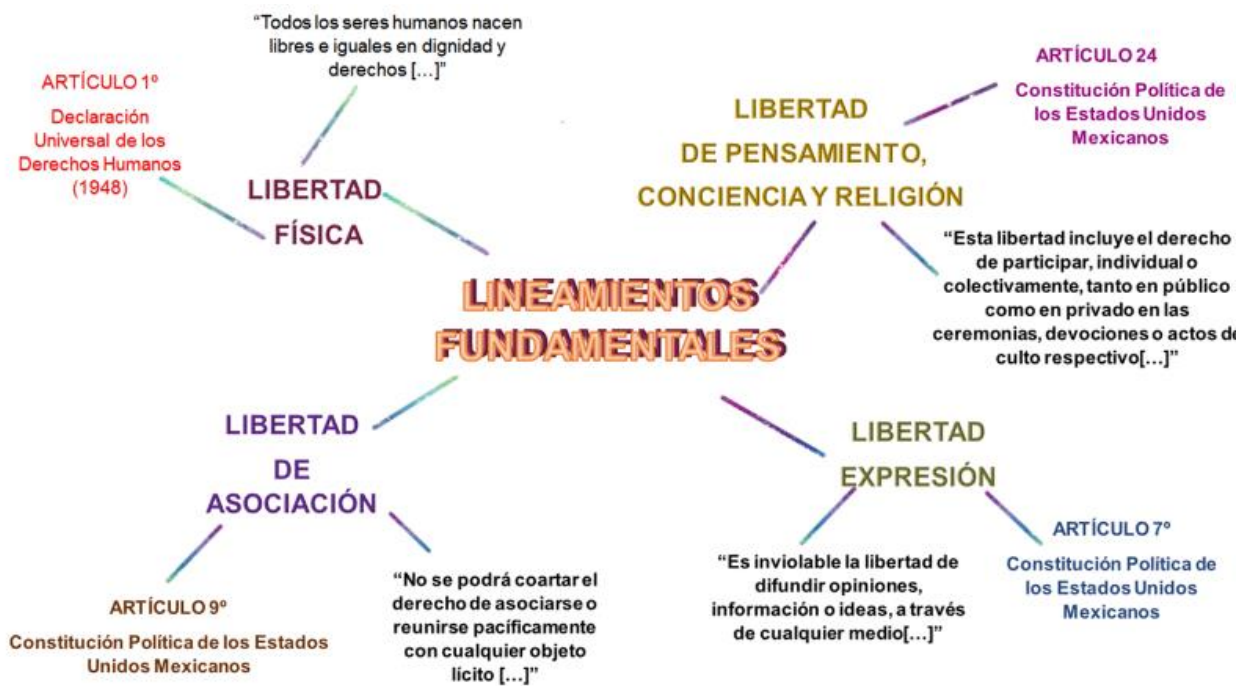 “Todos los seres humanos nacen
libres e iguales en dignidad y
derechos […]”
ARTÍCULO 1º
Declaración
Universal de los
Derechos Humanos
(1948)
LIBERTAD
FÍSICA
ARTÍCULO 24
Constitución Política de
los Estados Unidos
Mexicanos
LIBERTAD
DE PENSAMIENTO,
CONCIENCIA Y RELIGIÓN
“Esta libertad incluye el derecho
de participar, individual o
colectivamente, tanto en público
como en privado en las
ceremonias, devociones o actos de
culto respectivo[…]”
LINEAMIENTOS
FUNDAMENTALES
LIBERTAD
DE
ASOCIACIÓN
ARTÍCULO 9º
Constitución Política de los Estados
Unidos Mexicanos
“No se podrá coartar el
derecho de asociarse o
reunirse pacíficamente
con cualquier objeto
lícito […]”
LIBERTAD
EXPRESIÓN
“Es inviolable la libertad de
difundir opiniones,
información o ideas, a través
de cualquier medio[…]”
ARTÍCULO 7º
Constitución Política de
los Estados Unidos
Mexicanos